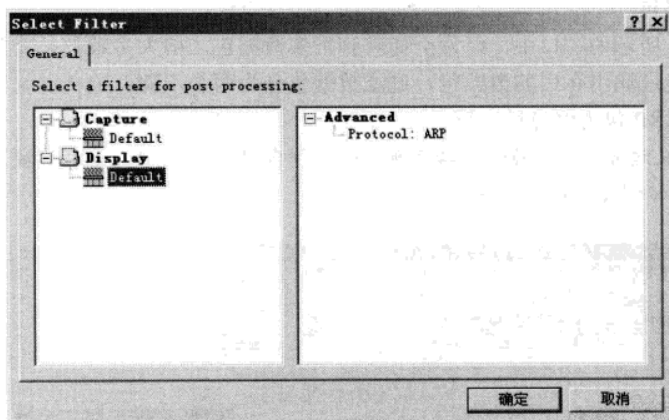 Select Filter
General
Select a filter for post processing:
Capture
Default
Display
Default
Advanced
Protocol: ARP
确定
取消